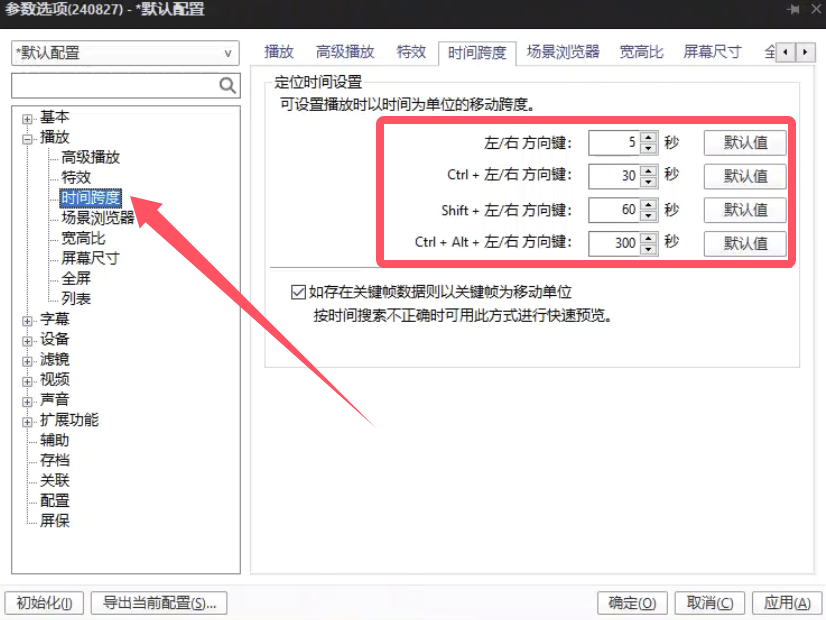 参数选项(240827) - *默认配置
*默认配置
基本
播放
高级播放
特效
时间跨度
场景浏览器
宽高比
屏幕尺寸
全屏
列表
字幕
设备
滤镜
视频
声音
扩展功能
辅助
存档
关联
配置
屏保
播放 高级播放 特效 时间跨度 场景浏览器 宽高比 屏幕尺寸
定位时间设置
可设置播放时以时间为单位的移动跨度。
左/右 方向键: 5 秒 默认值
Ctrl + 左/右 方向键: 30 秒 默认值
Shift + 左/右 方向键: 60 秒 默认值
Ctrl + Alt + 左/右 方向键: 300 秒 默认值
如存在关键帧数据则以关键帧为移动单位
按时间搜索不正确时可用此方式进行快速预览。
初始化(I) 导出当前配置(S)... 确定(O) 取消(C) 应用(A)